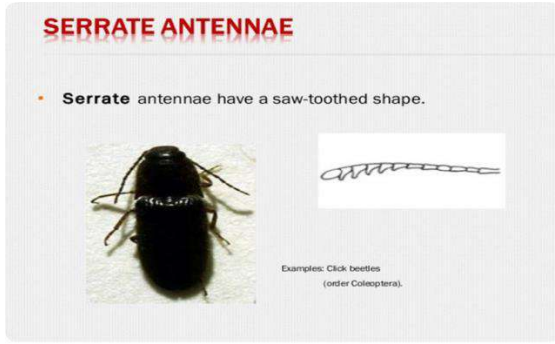 SERRATE ANTENNAE
Serrate antennae have a saw-toothed shape.
Examples: Click beetles
(order Coleoptera).